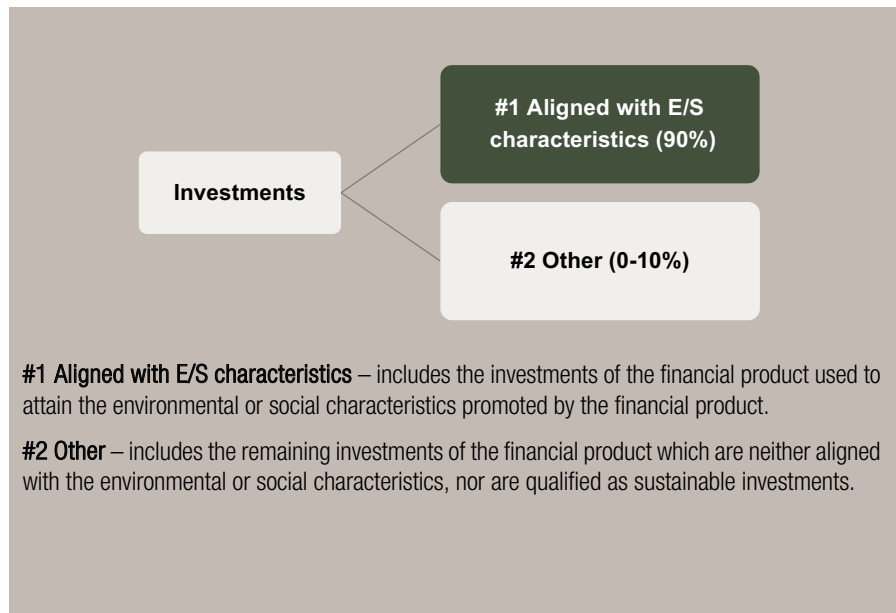 #1 Aligned with E/S
characteristics (90%)
Investments
#2 Other (0-10%)
#1 Aligned with E/S characteristics – includes the investments of the financial product used to
attain the environmental or social characteristics promoted by the financial product.
#2 Other – includes the remaining investments of the financial product which are neither aligned
with the environmental or social characteristics, nor are qualified as sustainable investments.